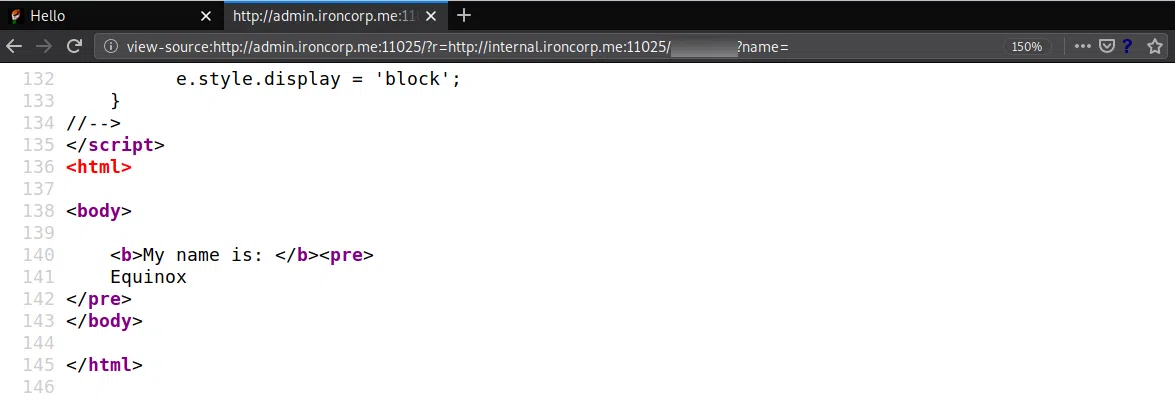 Hello
http://admin.ironcorp.me:11
view-source:http://admin.ironcorp.me:11025/?r=http://internal.ironcorp.me:11025/ ?name=
150%
132 e.style.display = 'block';
133 }
134 //-->
135 </script>
136 <html>
137
138 <body>
139
140 <b>My name is: </b><pre>
141 Equinox
142 </pre>
143 </body>
144
145 </html>
146